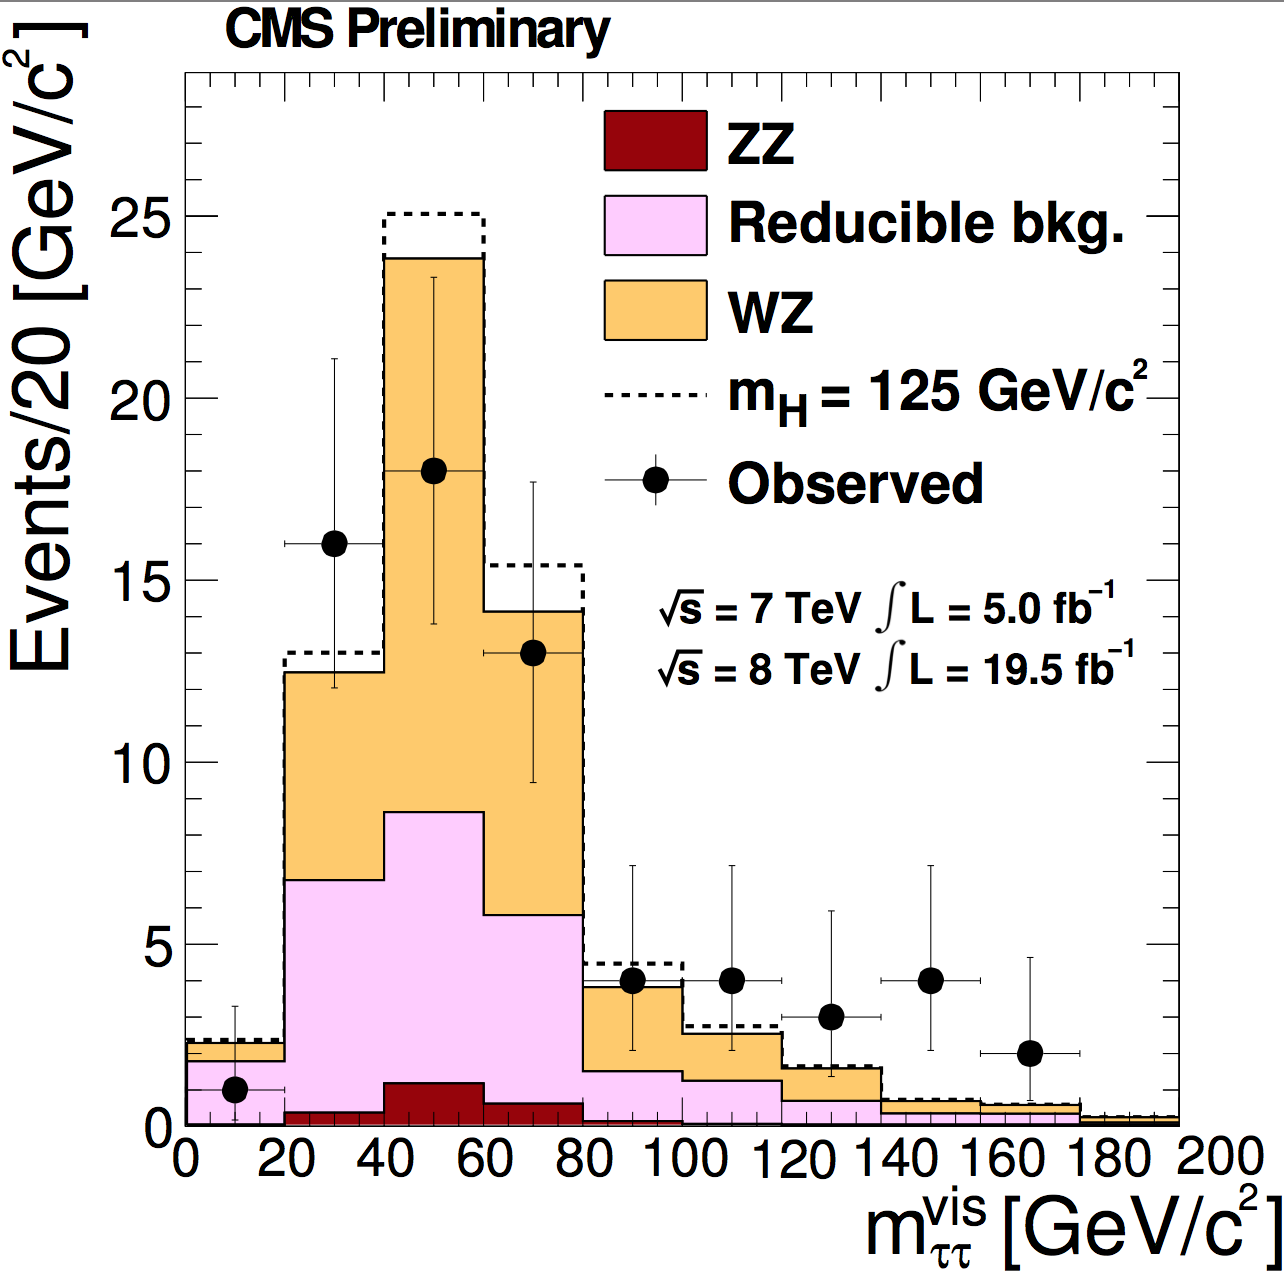 CMS Preliminary
Events/20 [GeV/c²]
ZZ
Reducible bkg.
WZ
m_H = 125 GeV/c²
Observed
√s = 7 TeV ∫L = 5.0 fb⁻¹
√s = 8 TeV ∫L = 19.5 fb⁻¹
25
20
15
10
5
0
0 20 40 60 80 100 120 140 160 180 200
m_ττ^vis [GeV/c²]